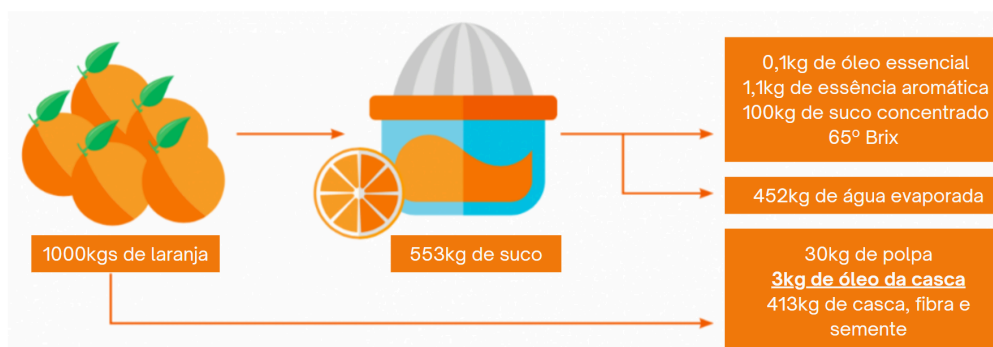 1000kgs de laranja
553kg de suco
0,1kg de óleo essencial
1,1kg de essência aromática
100kg de suco concentrado
65º Brix
452kg de água evaporada
30kg de polpa
3kg de óleo da casca
413kg de casca, fibra e
semente